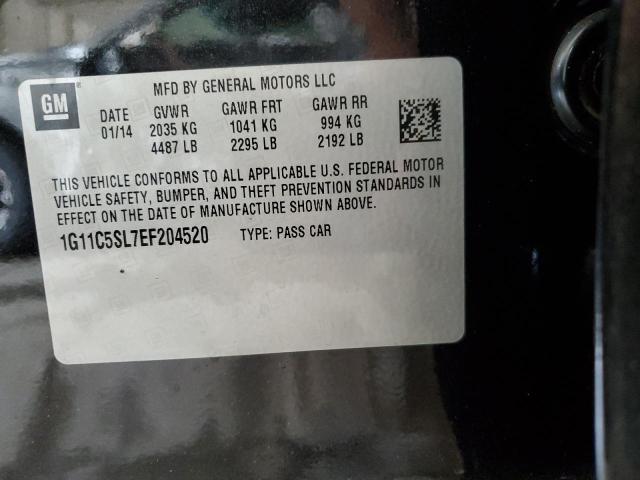 GM® MFD BY GENERAL MOTORS LLC
DATE GVWR GAWR FRT GAWR RR
01/14 2035 KG 1041 KG 994 KG
4487 LB 2295 LB 2192 LB
THIS VEHICLE CONFORMS TO ALL APPLICABLE U.S. FEDERAL MOTOR
VEHICLE SAFETY, BUMPER, AND THEFT PREVENTION STANDARDS IN
EFFECT ON THE DATE OF MANUFACTURE SHOWN ABOVE.
1G11C5SL7EF204520 TYPE: PASS CAR